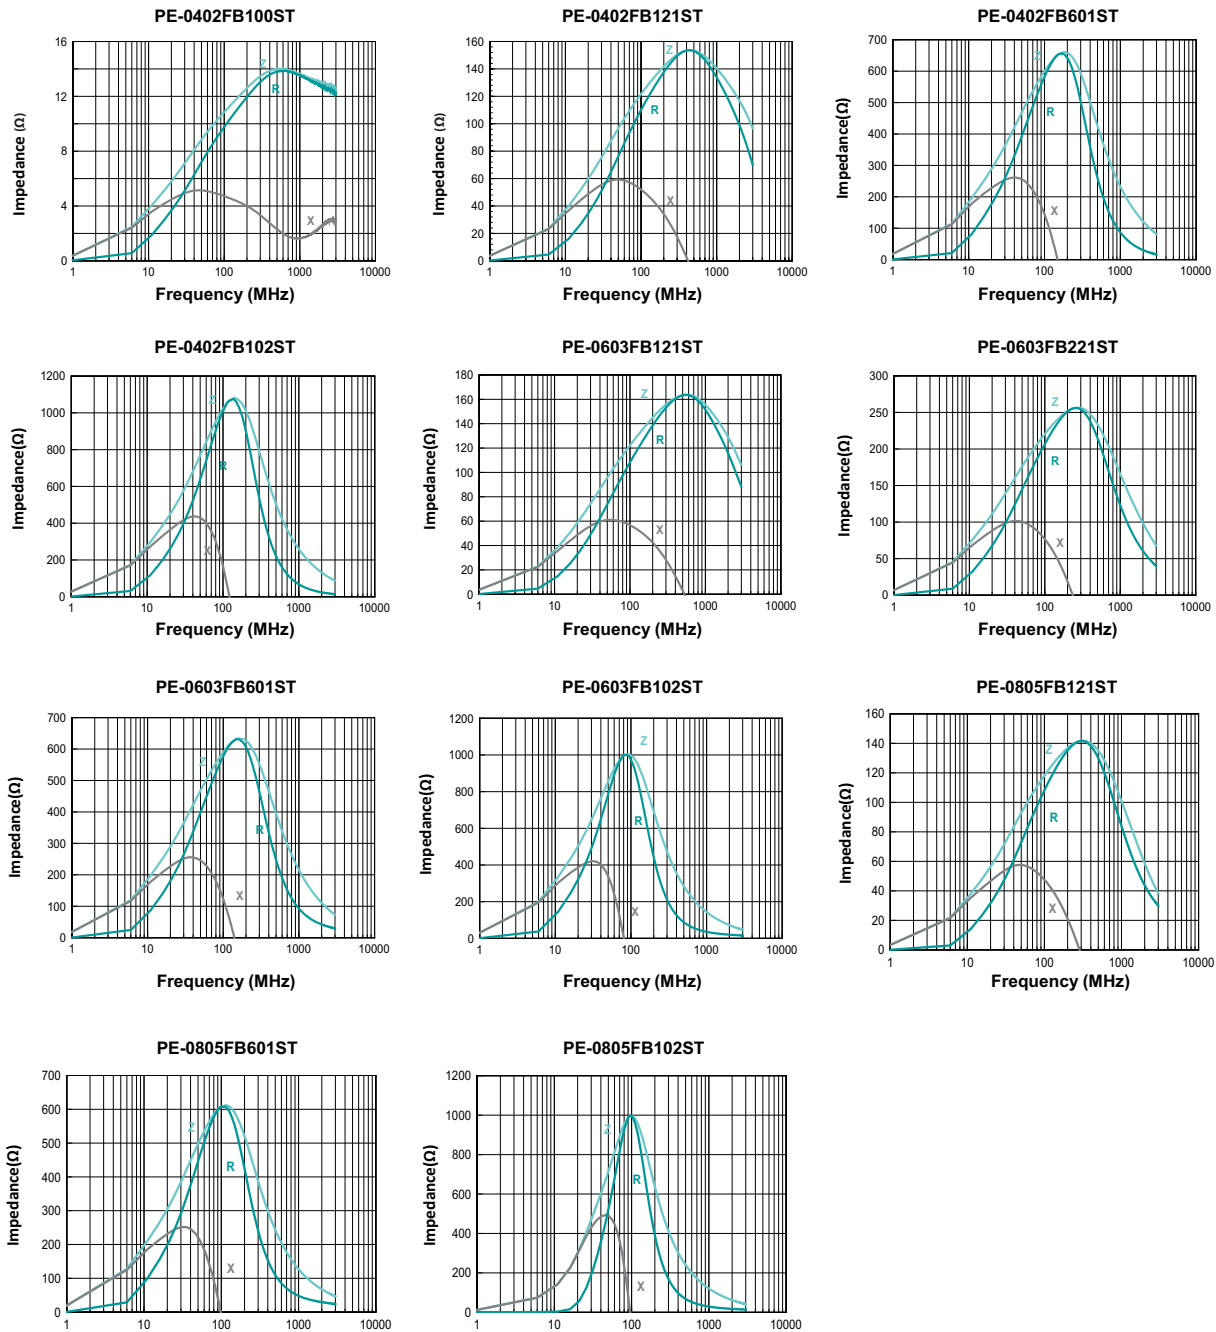 PE-0402FB100ST
PE-0402FB121ST
PE-0402FB601ST
Impedance (Ω)
16
12
8
4
0
Z
R
X
1
10
100
1000
10000
Frequency (MHz)
Impedance (Ω)
160
140
120
100
80
60
40
20
0
Z
R
X
1
10
100
1000
10000
Frequency (MHz)
Impedance(Ω)
700
600
500
400
300
200
100
0
Z
R
X
1
10
100
1000
10000
Frequency (MHz)
PE-0402FB102ST
PE-0603FB121ST
PE-0603FB221ST
Impedance(Ω)
1200
1000
800
600
400
200
0
Z
R
X
1
10
100
1000
10000
Frequency (MHz)
Impedance(Ω)
180
160
140
120
100
80
60
40
20
0
Z
R
X
1
10
100
1000
10000
Frequency (MHz)
Impedance(Ω)
300
250
200
150
100
50
0
Z
R
X
1
10
100
1000
10000
Frequency (MHz)
PE-0603FB601ST
PE-0603FB102ST
PE-0805FB121ST
Impedance(Ω)
700
600
500
400
300
200
100
0
Z
R
X
1
10
100
1000
10000
Frequency (MHz)
Impedance(Ω)
1200
1000
800
600
400
200
0
Z
R
X
1
10
100
1000
10000
Frequency (MHz)
Impedance(Ω)
160
140
120
100
80
60
40
20
0
Z
R
X
1
10
100
1000
10000
Frequency (MHz)
PE-0805FB601ST
PE-0805FB102ST
Impedance(Ω)
700
600
500
400
300
200
100
0
Z
R
X
1
10
100
1000
10000
Impedance(Ω)
1200
1000
800
600
400
200
0
Z
R
X
1
10
100
1000
10000